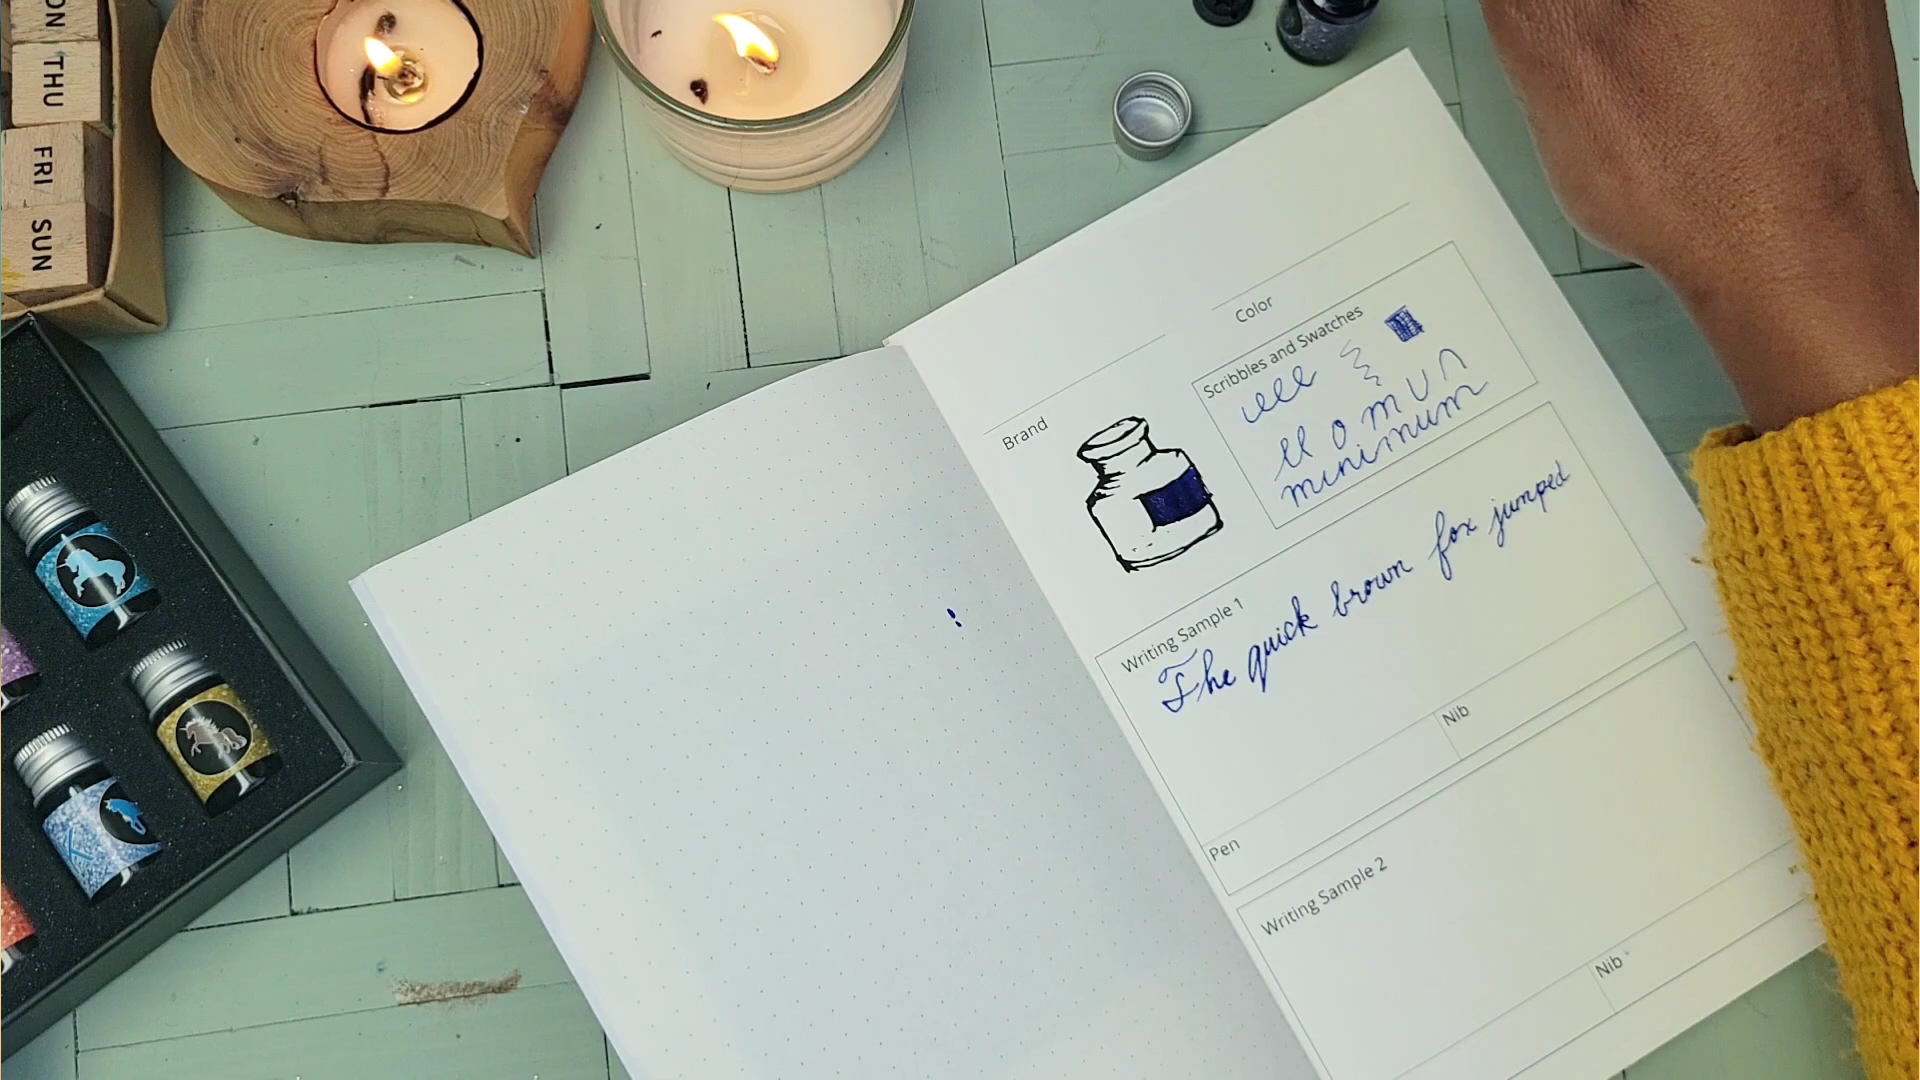 ON
THU
FRI
SUN
Color
Brand
Scribbles and Swatches
eee
ll o m u n
minimum
Writing Sample 1
The quick brown fox jumped
Nib
Pen
Writing Sample 2
Nib